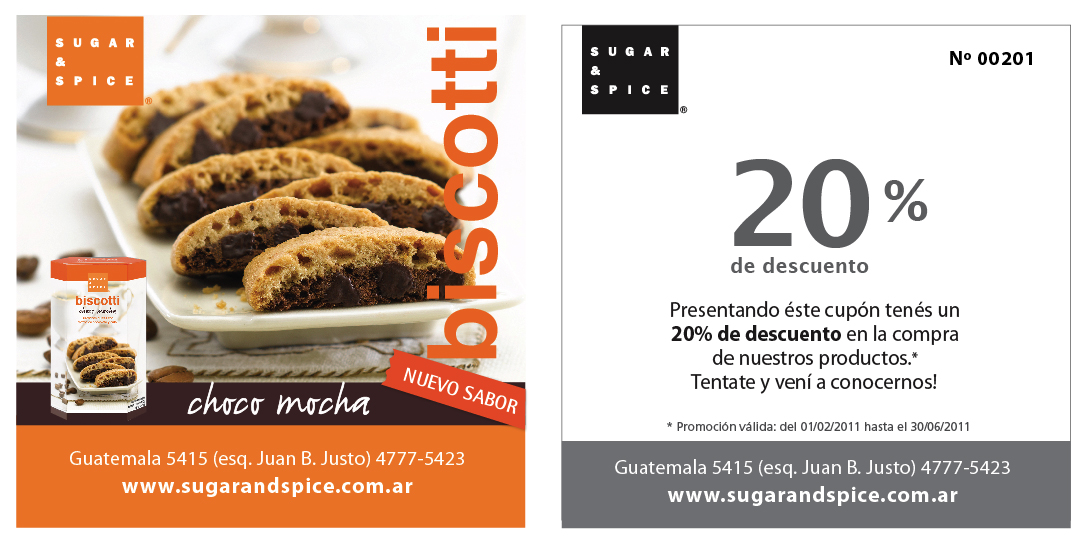 SUGAR
&
SPICE
®
biscotti
SUGAR
&
SPICE
biscotti
choco mocha
choco mocha
NUEVO SABOR
Guatemala 5415 (esq. Juan B. Justo) 4777-5423
www.sugarandspice.com.ar
SUGAR
&
SPICE
®
Nº 00201
20%
de descuento
Presentando éste cupón tenés un
20% de descuento en la compra
de nuestros productos.*
Tentate y vení a conocernos!
* Promoción válida: del 01/02/2011 hasta el 30/06/2011
Guatemala 5415 (esq. Juan B. Justo) 4777-5423
www.sugarandspice.com.ar